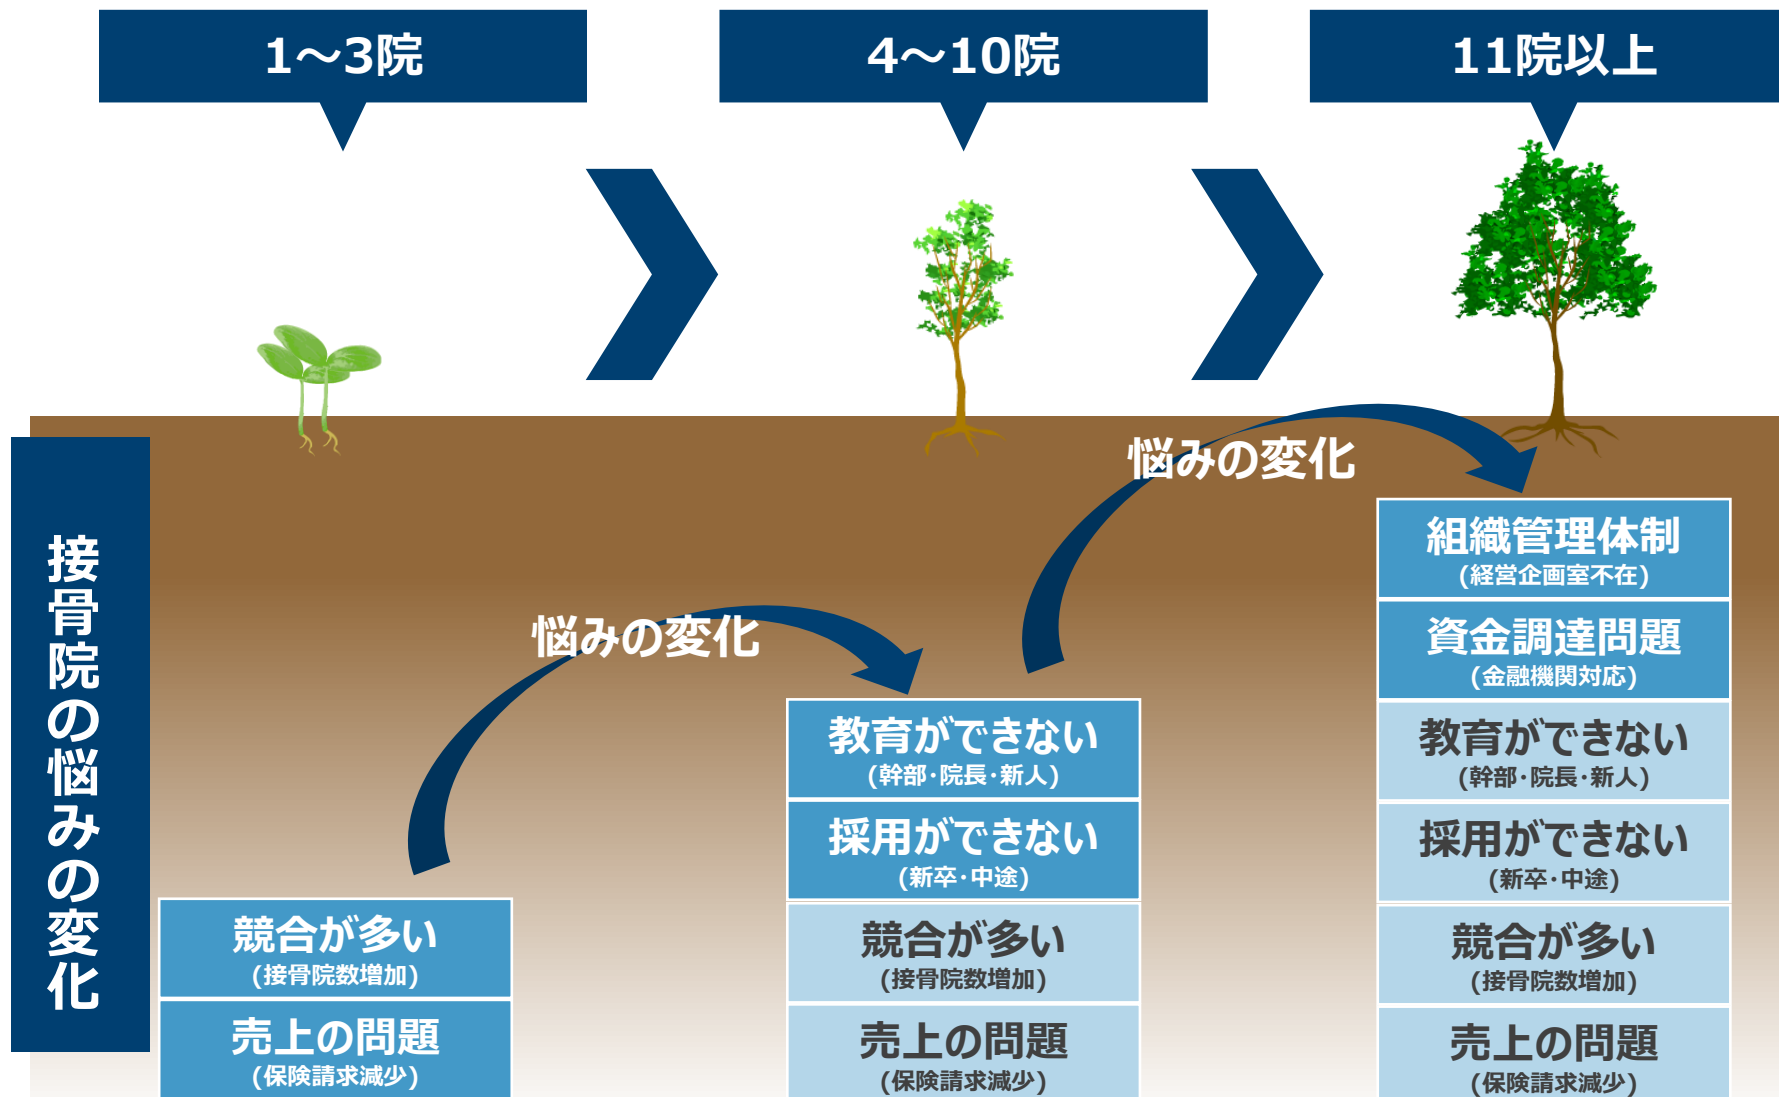 1～3院
4～10院
11院以上
接骨院の悩みの変化
悩みの変化
悩みの変化
競合が多い
(接骨院数増加)
売上の問題
(保険請求減少)
教育ができない
(幹部・院長・新人)
採用ができない
(新卒・中途)
競合が多い
(接骨院数増加)
売上の問題
(保険請求減少)
組織管理体制
(経営企画室不在)
資金調達問題
(金融機関対応)
教育ができない
(幹部・院長・新人)
採用ができない
(新卒・中途)
競合が多い
(接骨院数増加)
売上の問題
(保険請求減少)